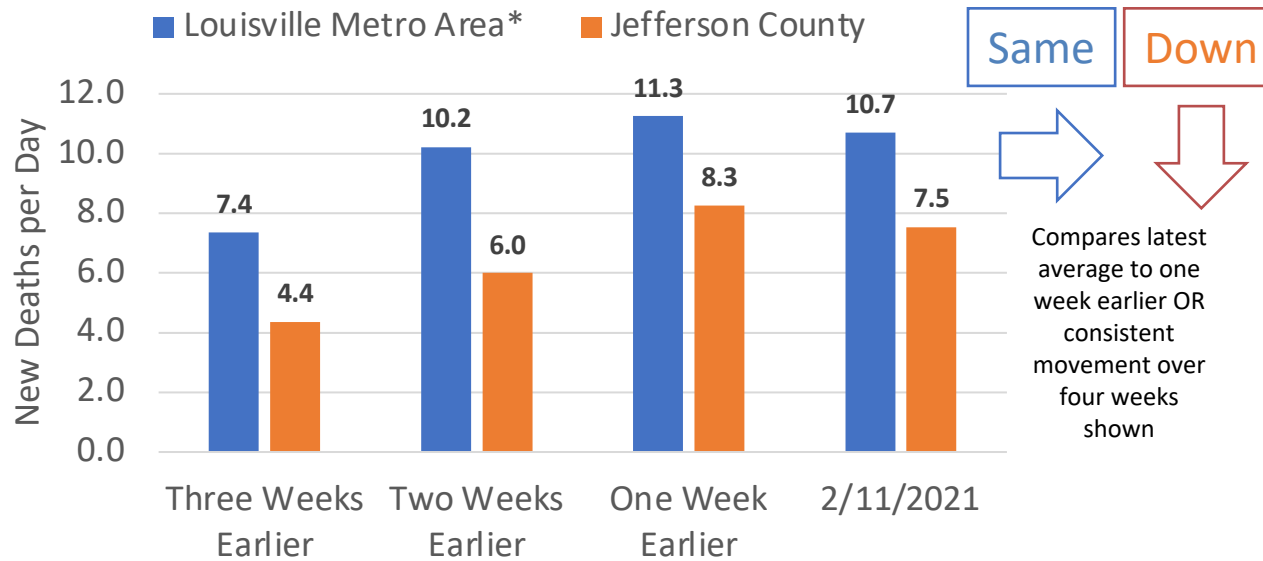 Louisville Metro Area* Jefferson County
Same Down
New Deaths per Day
12.0
10.0
8.0
6.0
4.0
2.0
0.0
7.4
4.4
10.2
6.0
11.3
8.3
10.7
7.5
Three Weeks
Earlier
Two Weeks
Earlier
One Week
Earlier
2/11/2021
Compares latest
average to one
week earlier OR
consistent
movement over
four weeks
shown